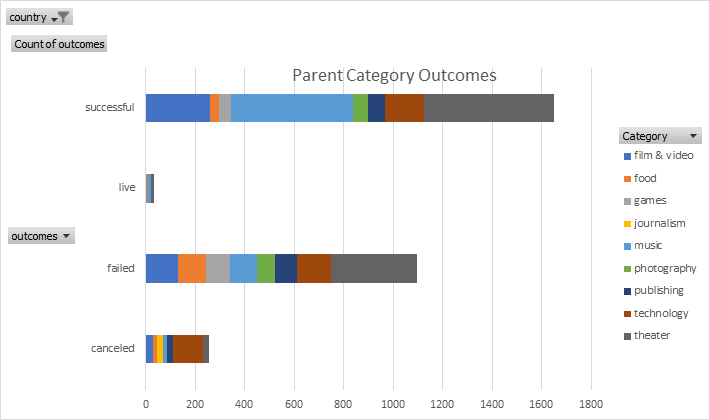 country
Count of outcomes
Parent Category Outcomes
successful
live
outcomes
failed
canceled
0 200 400 600 800 1000 1200 1400 1600 1800
Category
film & video
food
games
journalism
music
photography
publishing
technology
theater